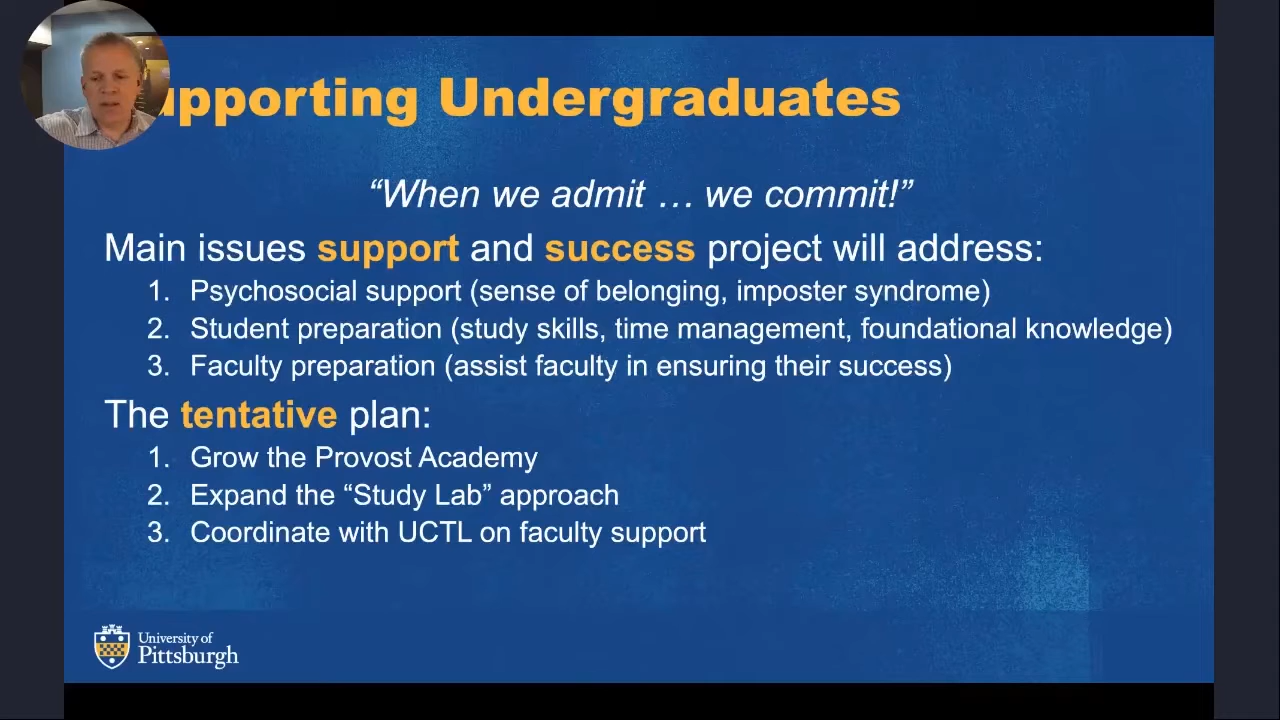 upporting Undergraduates
“When we admit … we commit!”
Main issues support and success project will address:
1. Psychosocial support (sense of belonging, imposter syndrome)
2. Student preparation (study skills, time management, foundational knowledge)
3. Faculty preparation (assist faculty in ensuring their success)
The tentative plan:
1. Grow the Provost Academy
2. Expand the “Study Lab” approach
3. Coordinate with UCTL on faculty support
University of
Pittsburgh